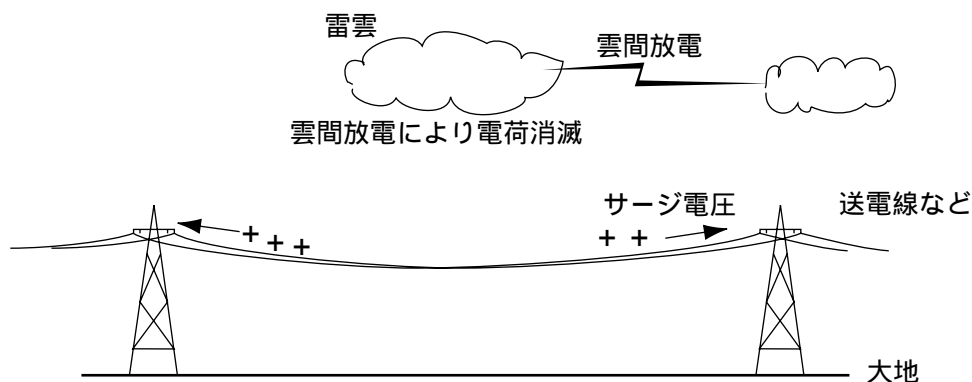 雷雲
雲間放電
雲間放電により電荷消滅
サージ電圧
送電線など
+ + +
+ +
大地